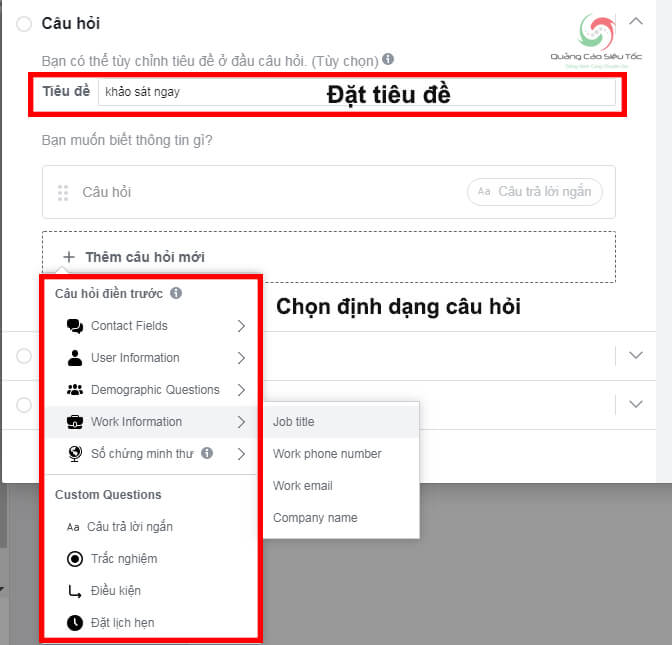 Câu hỏi
Quảng Cáo Siêu Tốc
Bạn có thể tùy chỉnh tiêu đề ở đầu câu hỏi. (Tùy chọn)
Tiêu đề khảo sát ngay Đặt tiêu đề
Bạn muốn biết thông tin gì?
Câu hỏi Aa Câu trả lời ngắn
+ Thêm câu hỏi mới
Câu hỏi điền trước
Chọn định dạng câu hỏi
Contact Fields
User Information
Demographic Questions
Work Information
Số chứng minh thư
Job title
Work phone number
Work email
Company name
Custom Questions
Aa Câu trả lời ngắn
Trắc nghiệm
Điều kiện
Đặt lịch hẹn